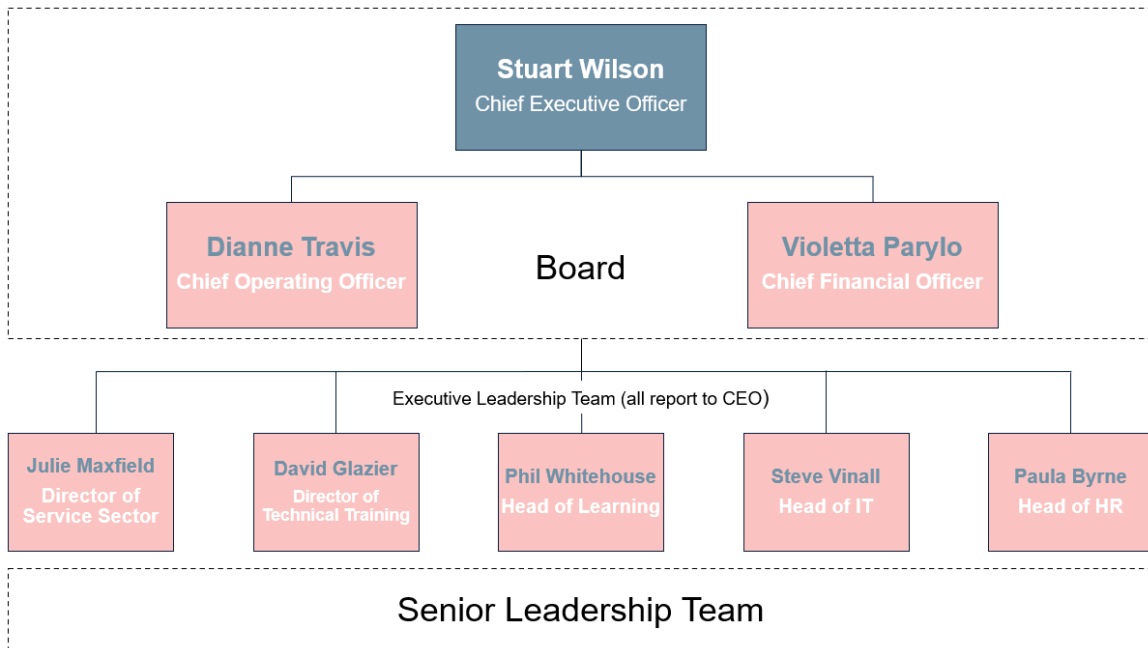 Stuart Wilson
Chief Executive Officer
Dianne Travis
Chief Operating Officer
Board
Violetta Parylo
Chief Financial Officer
Executive Leadership Team (all report to CEO)
Julie Maxfield
Director of
Service Sector
David Glazier
Director of
Technical Training
Phil Whitehouse
Head of Learning
Steve Vinall
Head of IT
Paula Byrne
Head of HR
Senior Leadership Team